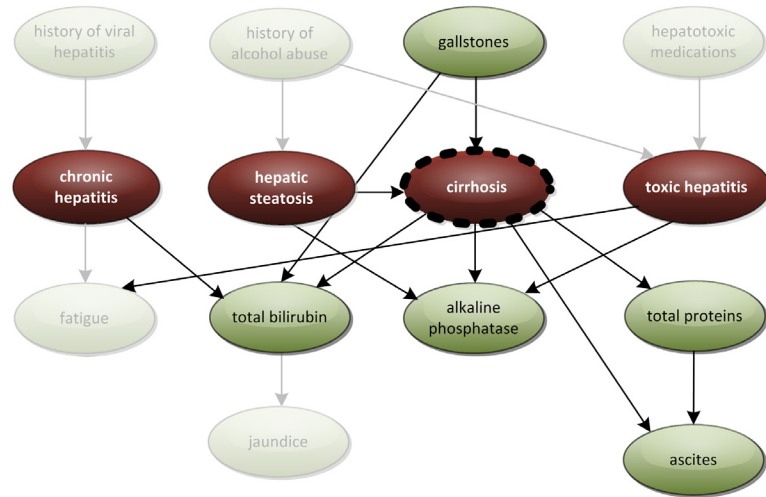 history of viral
hepatitis
history of
alcohol abuse
gallstones
hepatotoxic
medications
chronic
hepatitis
hepatic
steatosis
cirrhosis
toxic hepatitis
fatigue
total bilirubin
alkaline
phosphatase
total proteins
jaundice
ascites